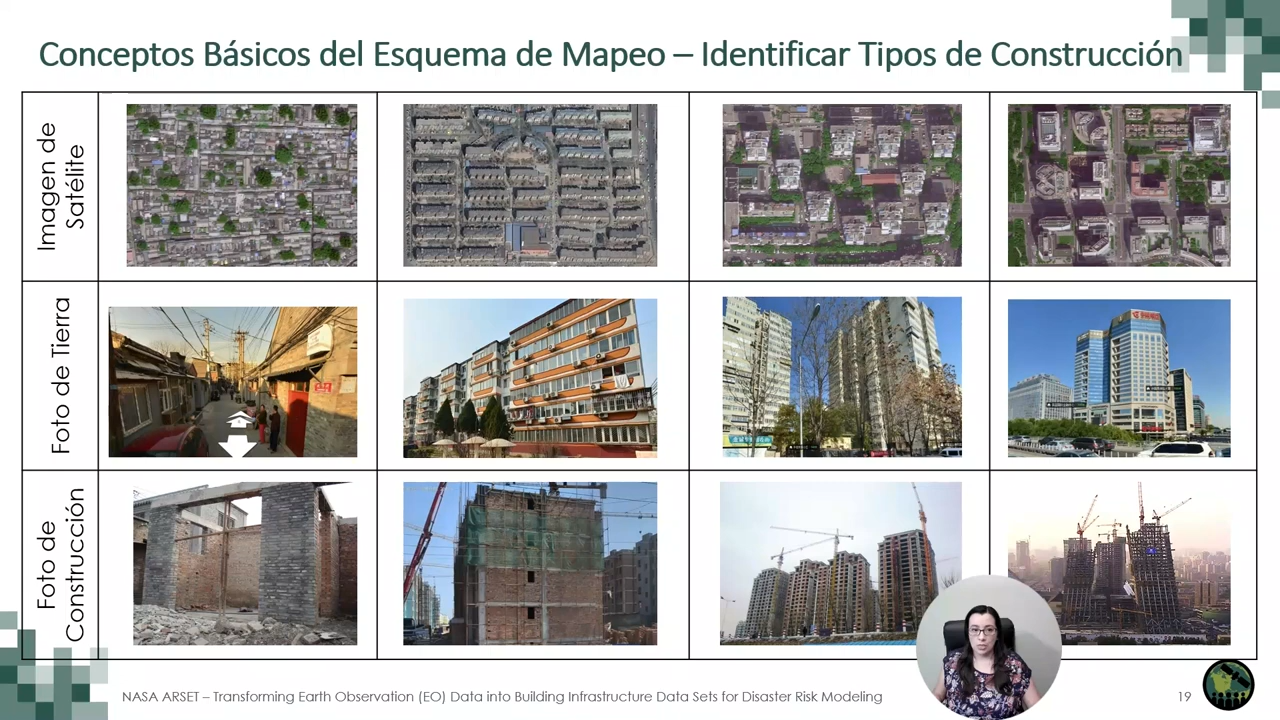 Conceptos Básicos del Esquema de Mapeo – Identificar Tipos de Construcción
Imagen de
Satélite
Foto de Tierra
Foto de
Construcción
NASA ARSET – Transforming Earth Observation (EO) Data into Building Infrastructure Data Sets for Disaster Risk Modeling
19